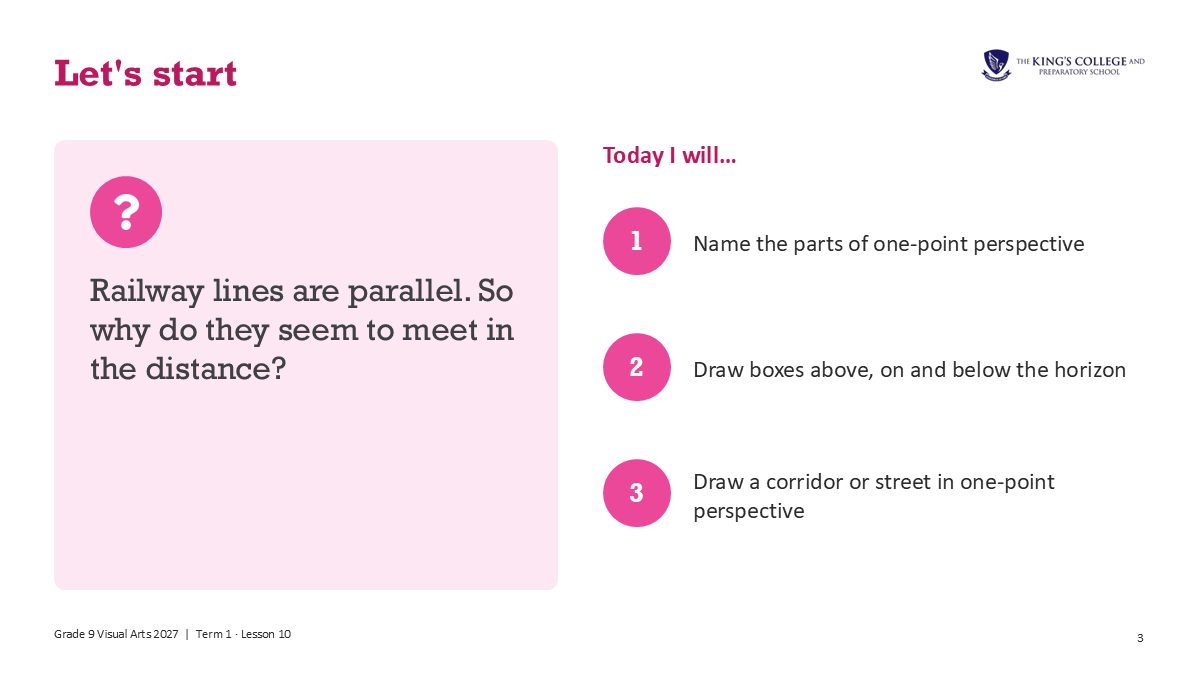 Let's start
THE KING'S COLLEGE AND
PREPARATORY SCHOOL
?
Railway lines are parallel. So
why do they seem to meet in
the distance?
Today I will...
1
Name the parts of one-point perspective
2
Draw boxes above, on and below the horizon
3
Draw a corridor or street in one-point
perspective
Grade 9 Visual Arts 2027 | Term 1 · Lesson 10
3